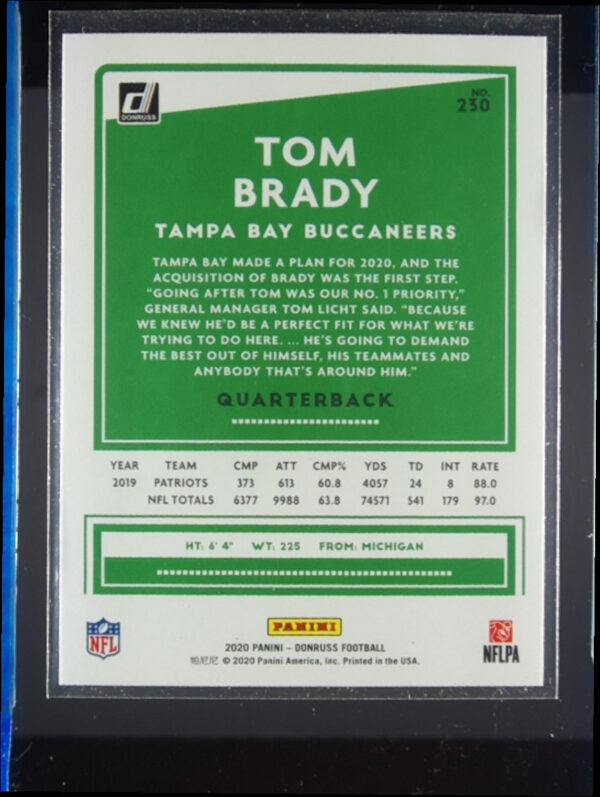 DONRUSS
NO.
230
TOM
BRADY
TAMPA BAY BUCCANEERS
TAMPA BAY MADE A PLAN FOR 2020, AND THE
ACQUISITION OF BRADY WAS THE FIRST STEP.
"GOING AFTER TOM WAS OUR NO. 1 PRIORITY,"
GENERAL MANAGER TOM LICHT SAID. "BECAUSE
WE KNEW HE'D BE A PERFECT FIT FOR WHAT WE'RE
TRYING TO DO HERE. ... HE'S GOING TO DEMAND
THE BEST OUT OF HIMSELF, HIS TEAMMATES AND
ANYBODY THAT'S AROUND HIM."
QUARTERBACK
YEAR TEAM CMP ATT CMP% YDS TD INT RATE
2019 PATRIOTS 373 613 60.8 4057 24 8 88.0
NFL TOTALS 6377 9988 63.8 74571 541 179 97.0
HT: 6' 4" WT: 225 FROM: MICHIGAN
PANINI
NFL
2020 PANINI – DONRUSS FOOTBALL
帕尼尼 © 2020 Panini America, Inc. Printed in the USA.
NFLPA